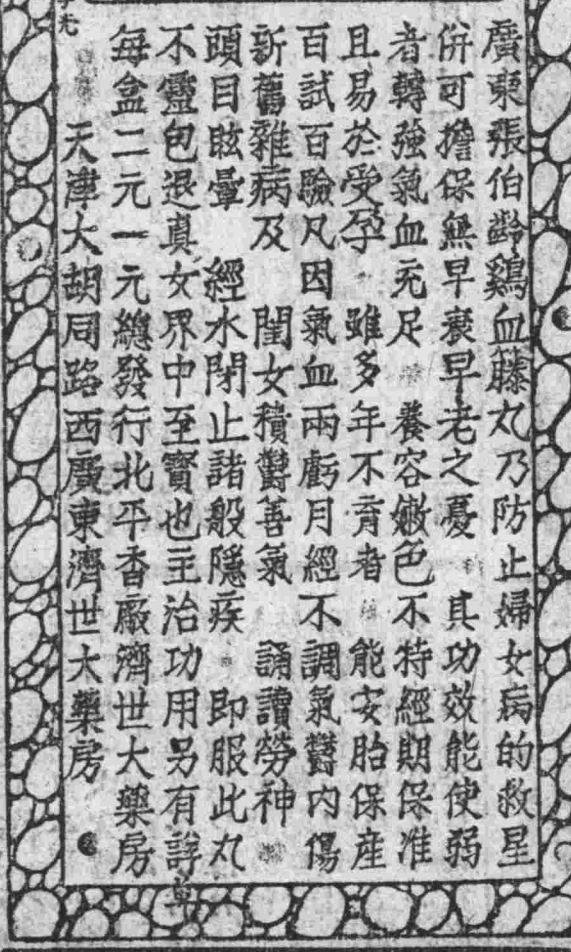 廣東張伯齡鷄血籐丸乃防止婦女病的救星
併可擔保無早衰早老之憂 其功效能使弱
者轉強氣血充足 養容嫩色不特經期保准
且易於受孕 雖多年不育者 能安胎保産
百試百驗凡因氣血兩虧月經不調氣鬱內傷
新舊雜病及 閨女積鬱善氣 誦讀勞神
頭目眩暈 經水閉止諸般隱疾 即服此丸
不靈包退真女界中至寳也主治功用另有詳章
每盒二元一元總發行北平香廠濟世大藥房
天津大胡同路西廣東濟世大藥房